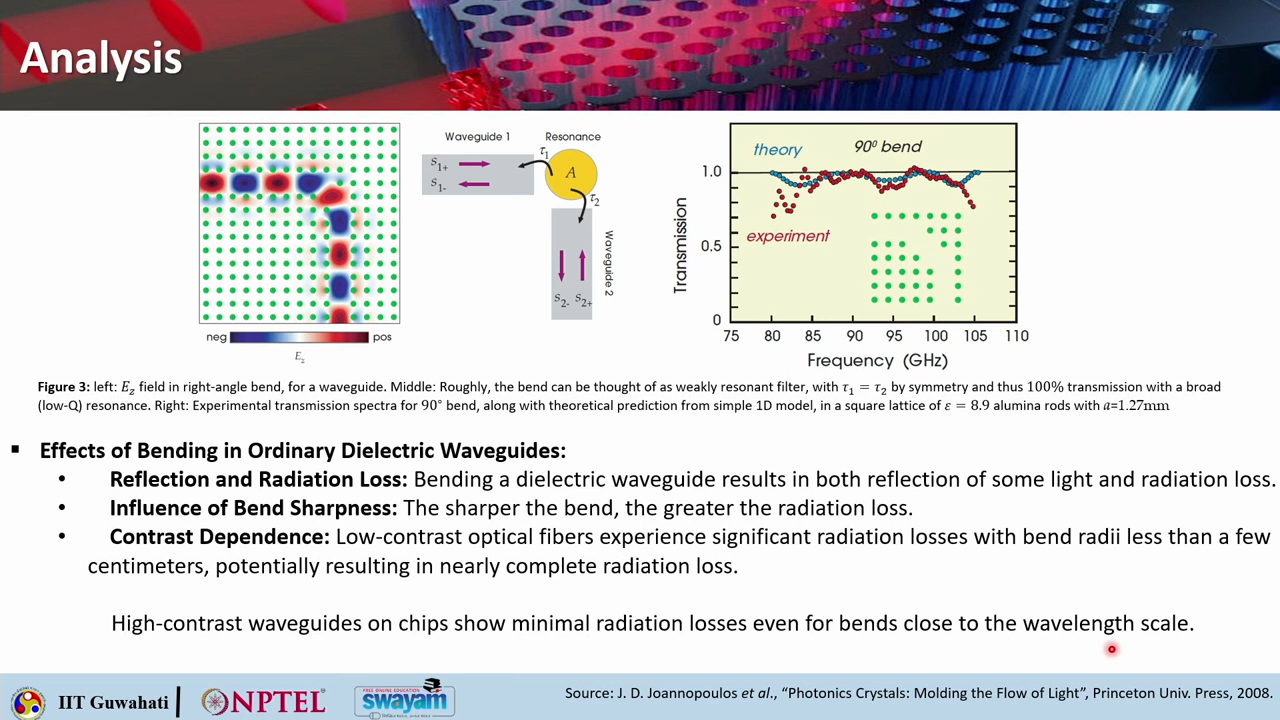 Analysis
Waveguide 1
Resonance
S1+
S1-
τ1
A
τ2
Waveguide 2
S2- S2+
neg
pos
Ez
theory
90⁰ bend
experiment
Transmission
1.0
0.5
0
75 80 85 90 95 100 105 110
Frequency (GHz)
Figure 3: left: Ez field in right-angle bend, for a waveguide. Middle: Roughly, the bend can be thought of as weakly resonant filter, with τ1 = τ2 by symmetry and thus 100% transmission with a broad
(low-Q) resonance. Right: Experimental transmission spectra for 90° bend, along with theoretical prediction from simple 1D model, in a square lattice of ε = 8.9 alumina rods with a=1.27mm
▪ Effects of Bending in Ordinary Dielectric Waveguides:
• Reflection and Radiation Loss: Bending a dielectric waveguide results in both reflection of some light and radiation loss.
• Influence of Bend Sharpness: The sharper the bend, the greater the radiation loss.
• Contrast Dependence: Low-contrast optical fibers experience significant radiation losses with bend radii less than a few
centimeters, potentially resulting in nearly complete radiation loss.
High-contrast waveguides on chips show minimal radiation losses even for bends close to the wavelength scale.
IIT Guwahati
NPTEL
FREE ONLINE EDUCATION
swayam
Source: J. D. Joannopoulos et al., “Photonics Crystals: Molding the Flow of Light”, Princeton Univ. Press, 2008.